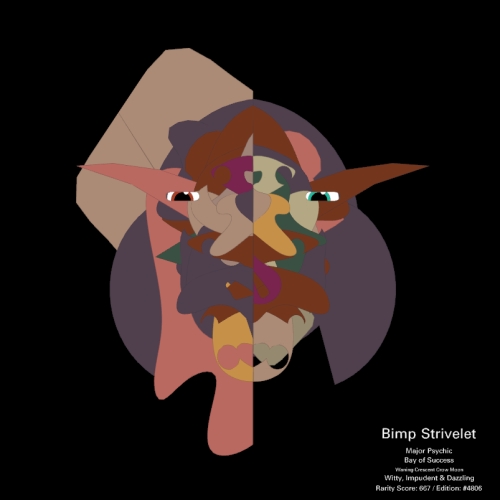 Bimp Strivelet
Major Psychic
Bay of Success
Waning Crescent Crow Moon
Witty, Impudent & Dazzling
Rarity Score: 667 / Edition: #4806